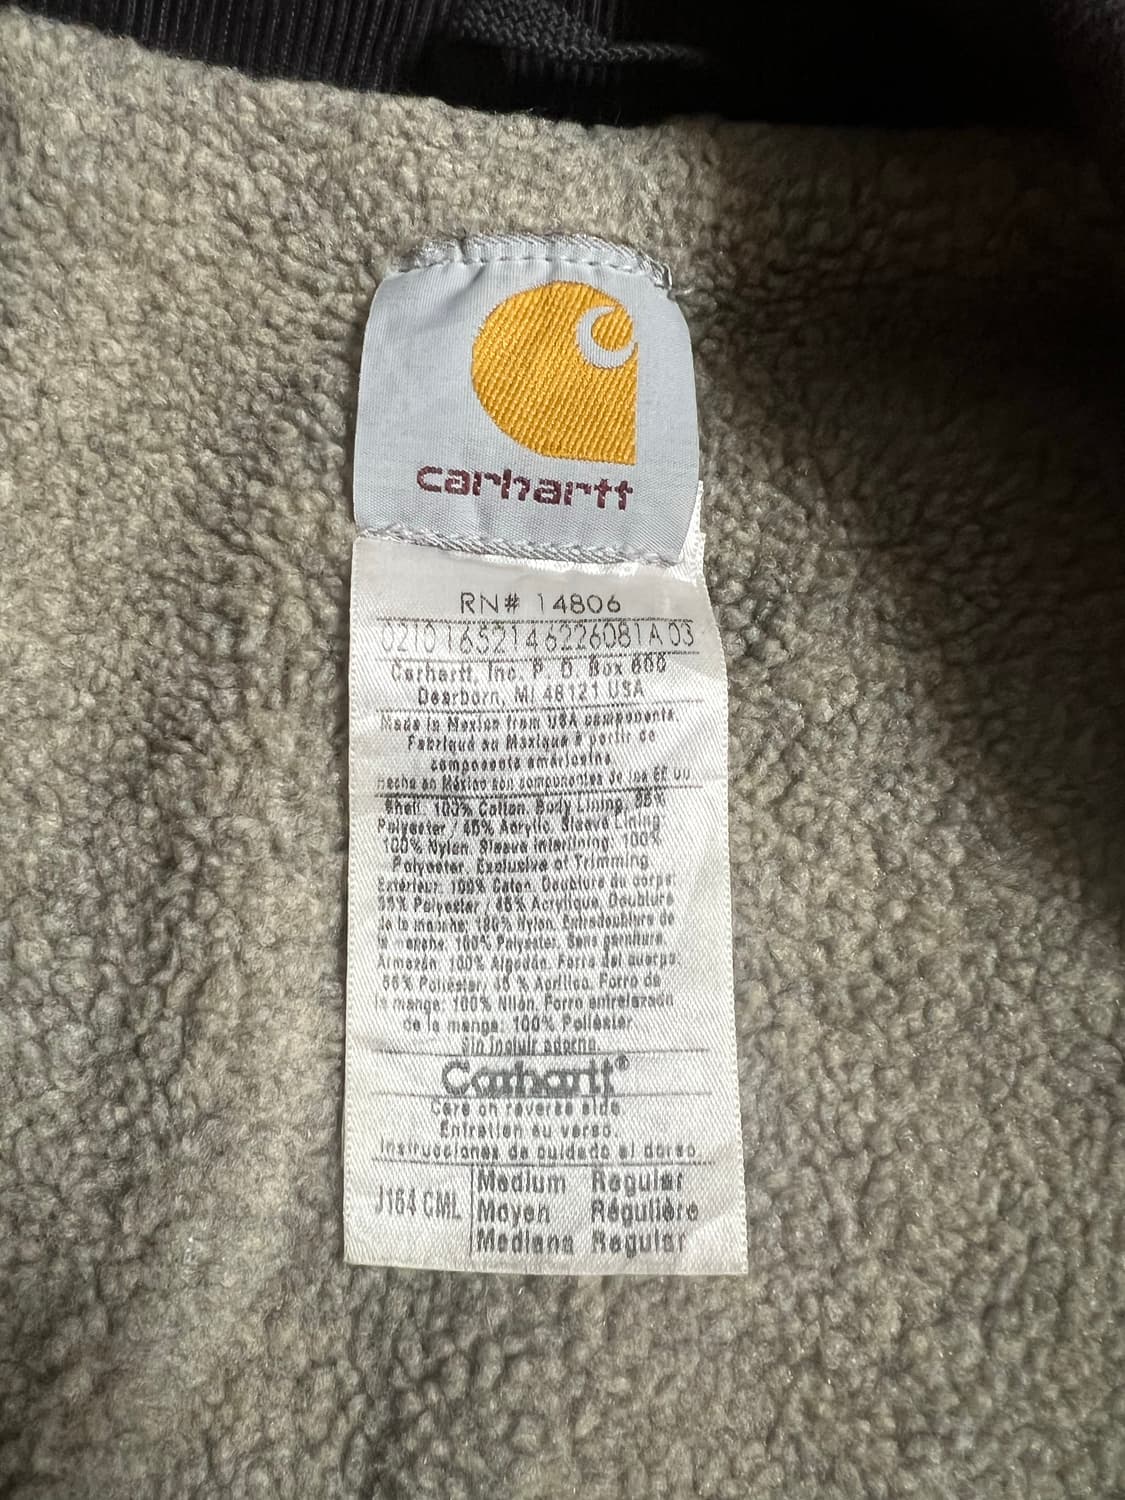 carhartt
RN# 14806
0210165214 6226081A 03
Carhartt, Inc. P. O. Box 600
Dearborn, MI 48121 USA
Made in Mexico from USA components.
Fabriqué au Mexique à partir de
composants américains
Hecho en México con componentes de los EE UU
Shell: 100% Cotton. Body Lining: 55%
Polyester / 45% Acrylic. Sleeve Lining:
100% Nylon. Sleeve Interlining: 100%
Polyester. Exclusive of Trimming
Extérieur: 100% Coton. Doublure du corps:
55% Polyester / 45% Acrylique. Doublure
de la manche: 100% Nylon. Entredoublure de
la manche: 100% Polyester. Sans garniture.
Armazón: 100% Algodón. Forro del cuerpo:
55% Poliéster, 45 % Acrílico. Forro de
la manga: 100% Nilón. Forro entrelazado
de la manga: 100% Poliéster.
Sin incluir adorno.
Carhartt®
Care on reverse side
Entretien au verso.
Instrucciones de cuidado al dorso
J164 CML Medium Regular
Moyen Régulière
Mediana Regular